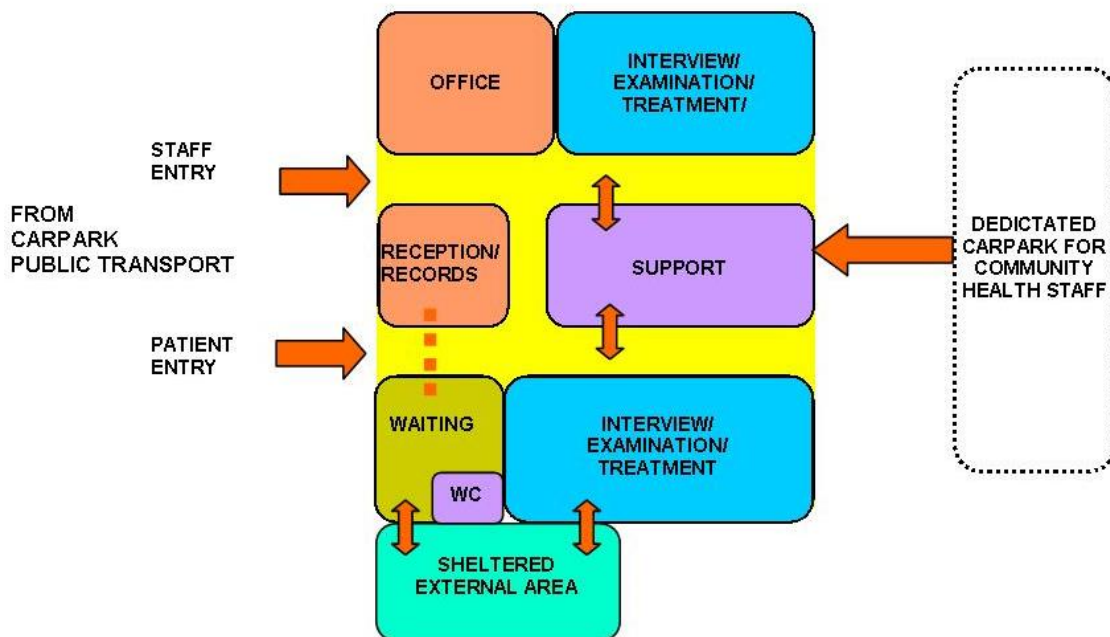 OFFICE
INTERVIEW/
EXAMINATION/
TREATMENT/
STAFF
ENTRY
FROM
CARPARK
PUBLIC TRANSPORT
RECEPTION/
RECORDS
SUPPORT
DEDICTATED
CARPARK FOR
COMMUNITY
HEALTH STAFF
PATIENT
ENTRY
WAITING
WC
INTERVIEW/
EXAMINATION/
TREATMENT
SHELTERED
EXTERNAL AREA